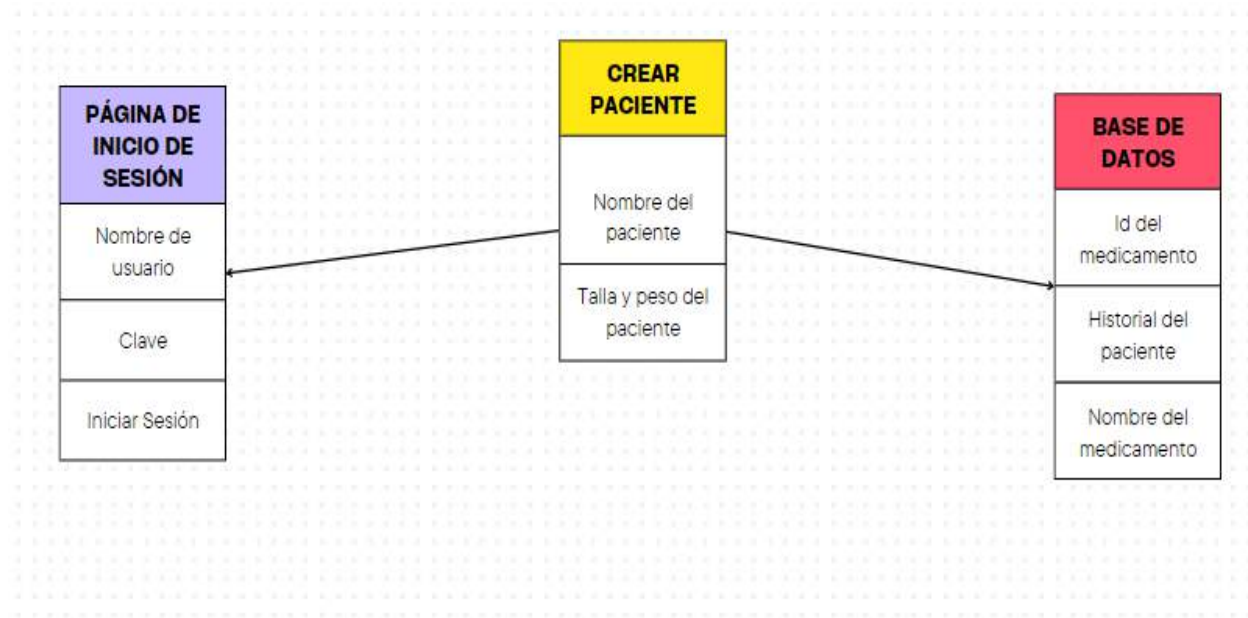 PÁGINA DE
INICIO DE
SESIÓN
Nombre de
usuario
Clave
Iniciar Sesión
CREAR
PACIENTE
Nombre del
paciente
Talla y peso del
paciente
BASE DE
DATOS
Id del
medicamento
Historial del
paciente
Nombre del
medicamento